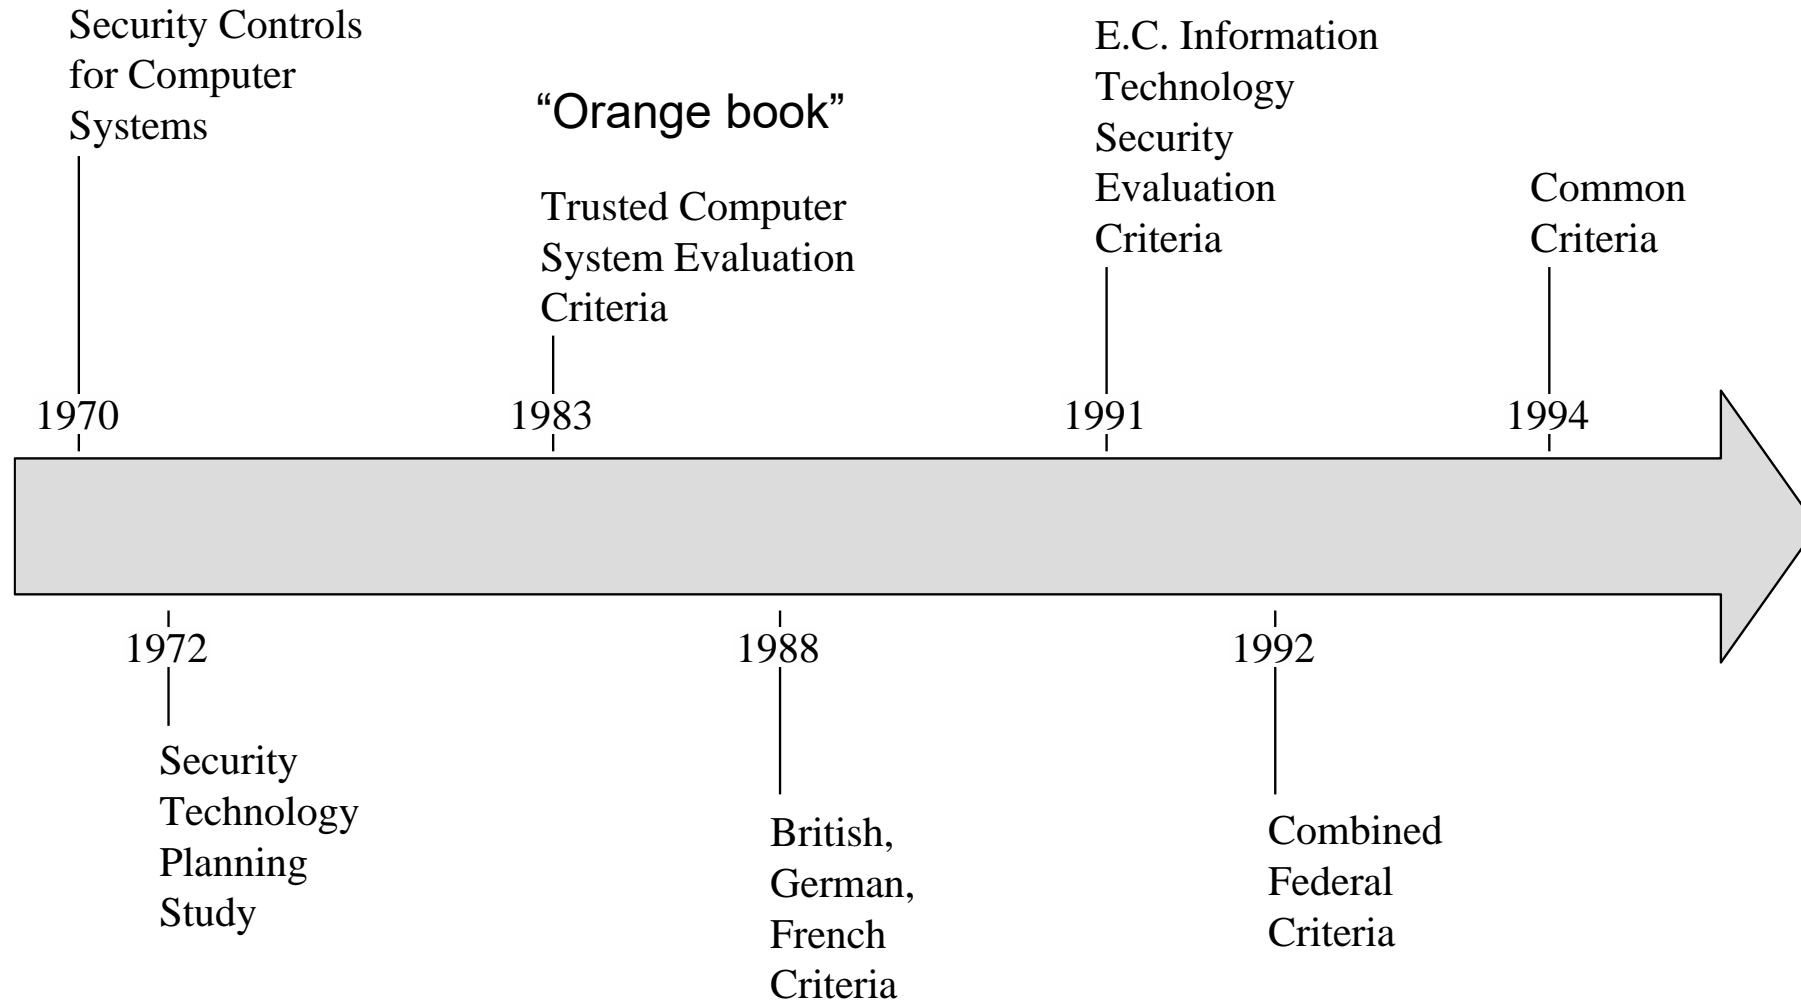 Security Controls
for Computer
Systems
1970
“Orange book”
Trusted Computer
System Evaluation
Criteria
1983
E.C. Information
Technology
Security
Evaluation
Criteria
1991
Common
Criteria
1994
1972
Security
Technology
Planning
Study
1988
British,
German,
French
Criteria
1992
Combined
Federal
Criteria